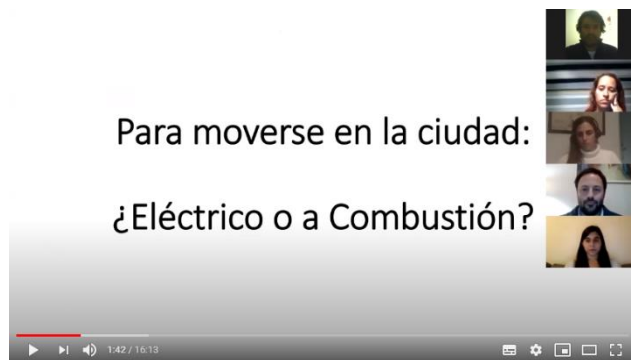 Para moverse en la ciudad:
¿Eléctrico o a Combustión?
1:42 / 16:13